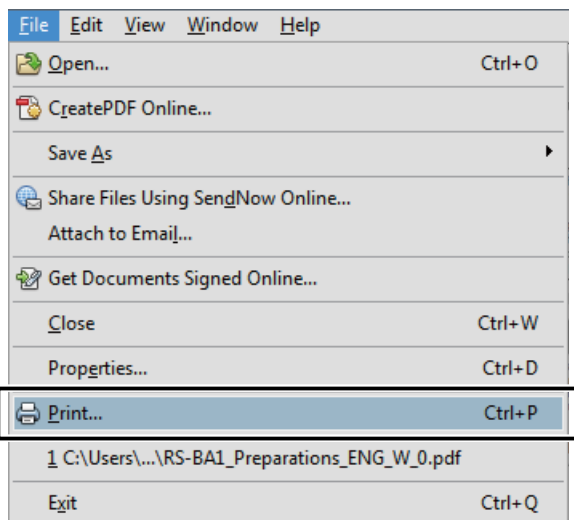 File Edit View Window Help
Open... Ctrl+O
CreatePDF Online...
Save As
Share Files Using SendNow Online...
Attach to Email...
Get Documents Signed Online...
Close Ctrl+W
Properties... Ctrl+D
Print... Ctrl+P
1 C:\Users\...\RS-BA1_Preparations_ENG_W_0.pdf
Exit Ctrl+Q